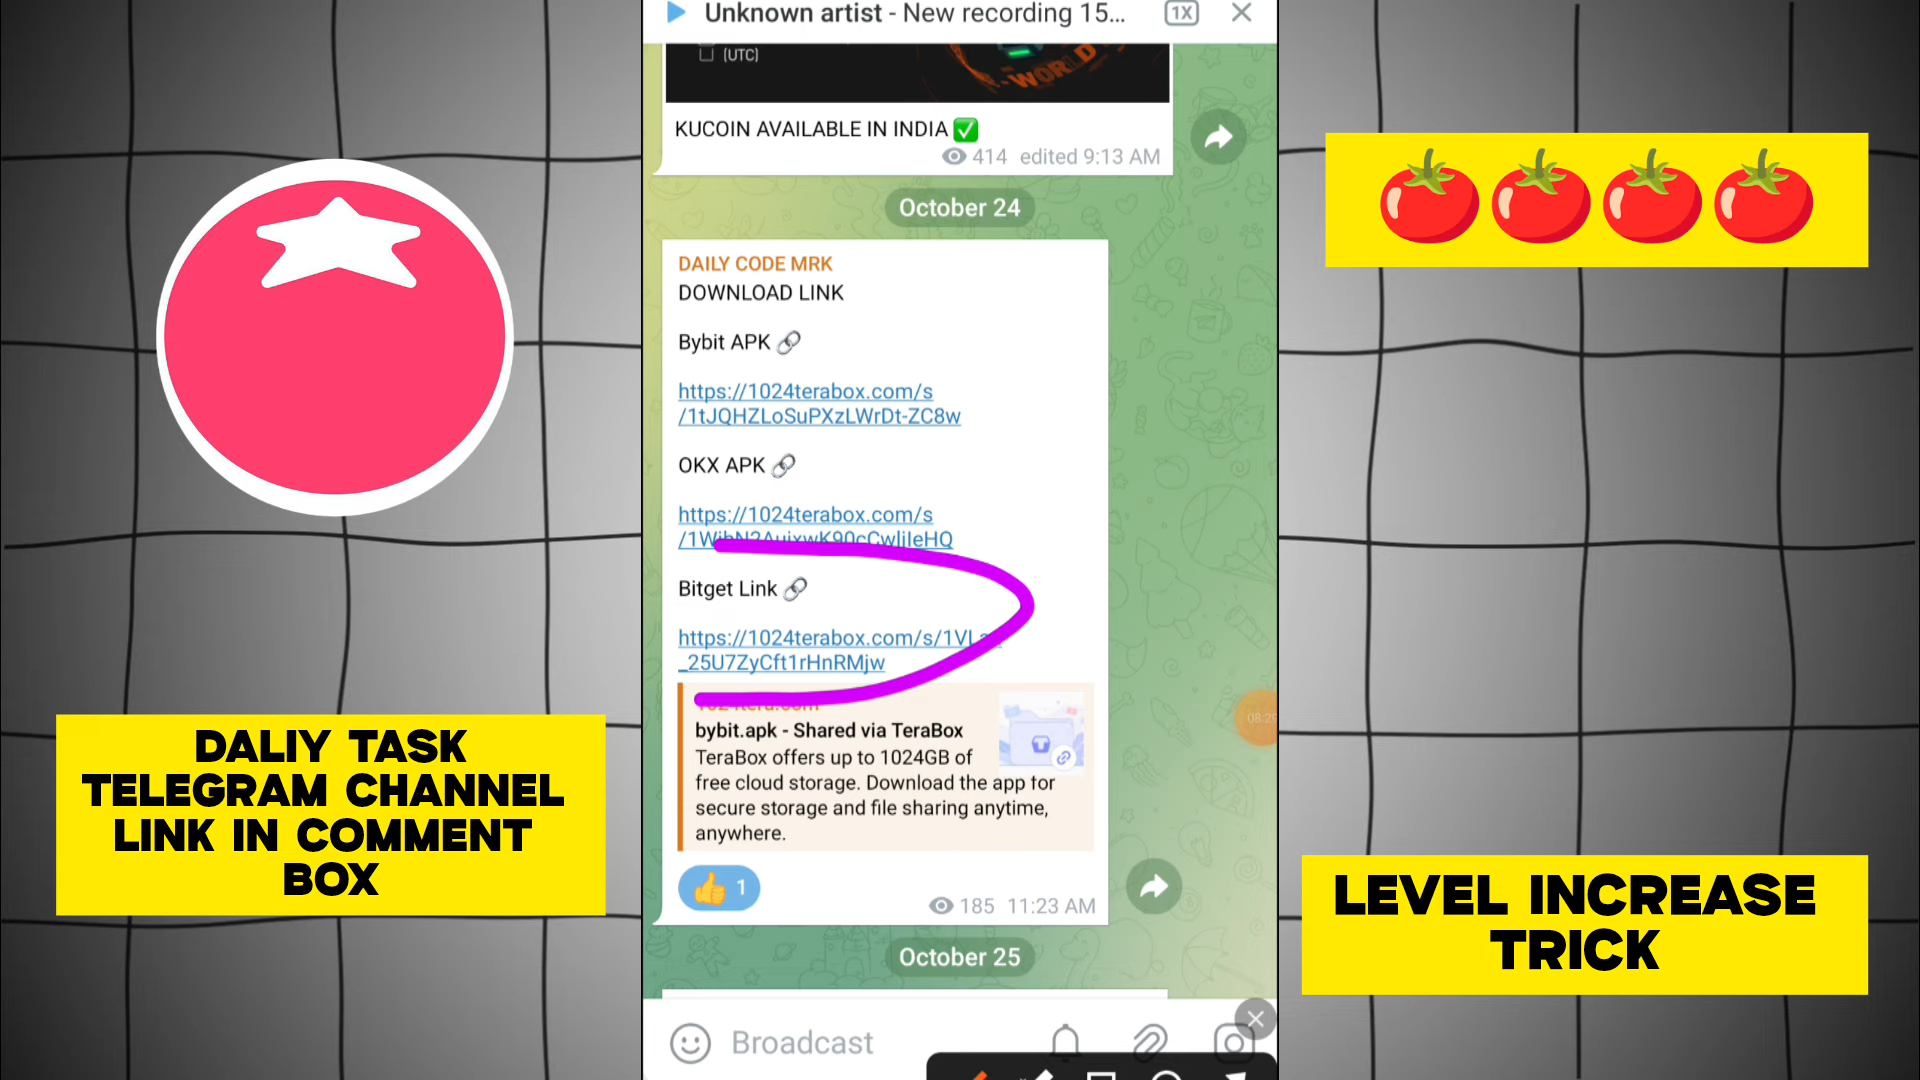 Unknown artist - New recording 15...
1X
(UTC)
WORLD
KUCOIN AVAILABLE IN INDIA ✅
414 edited 9:13 AM
October 24
DAILY CODE MRK
DOWNLOAD LINK
Bybit APK 🔗
https://1024terabox.com/s
/1tJQHZLoSuPXzLWrDt-ZC8w
OKX APK 🔗
https://1024terabox.com/s
Bitget Link 🔗
https://1024terabox.com/s/1VL
_25U7ZyCft1rHnRMjw
bybit.apk - Shared via TeraBox
TeraBox offers up to 1024GB of
free cloud storage. Download the app for
secure storage and file sharing anytime,
anywhere.
👍 1
185 11:23 AM
October 25
Broadcast
08:29
DALIY TASK
TELEGRAM CHANNEL
LINK IN COMMENT
BOX
🍅🍅🍅🍅
LEVEL INCREASE
TRICK